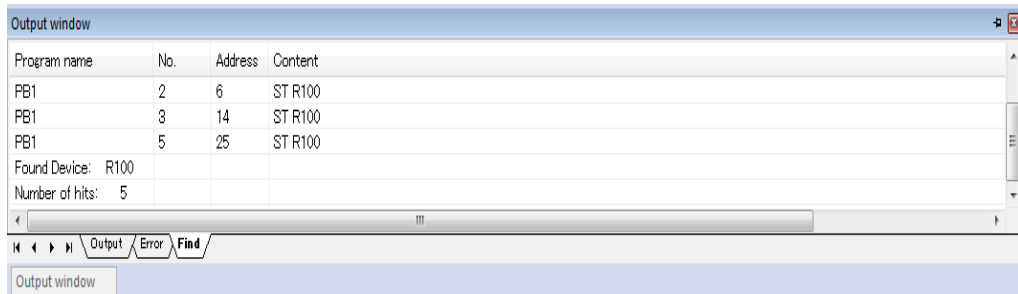 Output window
Program name No. Address Content
PB1 2 6 ST R100
PB1 3 14 ST R100
PB1 5 25 ST R100
Found Device: R100
Number of hits: 5
Output Error Find
Output window